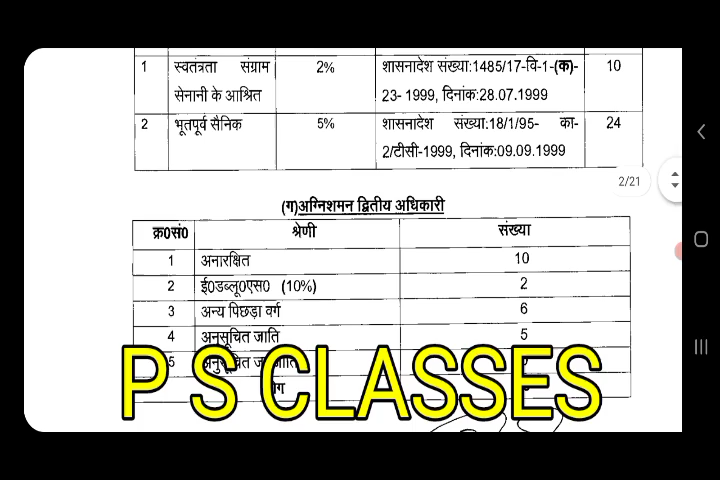 1 स्वतंत्रता संग्राम 2% शासनादेश संख्या:1485/17-वि-1-(क)- 10
सेनानी के आश्रित 23- 1999, दिनांक:28.07.1999
2 भूतपूर्व सैनिक 5% शासनादेश संख्या:18/1/95- का- 24
2/टीसी-1999, दिनांक:09.09.1999
2/21
(ग)अग्निशमन द्वितीय अधिकारी
क्र0सं0 श्रेणी संख्या
1 अनारक्षित 10
2 ई0डब्लू0एस0 (10%) 2
3 अन्य पिछड़ा वर्ग 6
4 अनुसूचित जाति 5
5
P S CLASSES